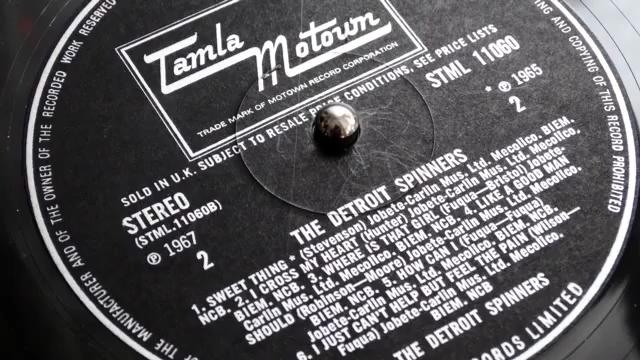 OF THE MANUFACTURER AND OF THE OWNER OF THE RECORDED WORK RESERVED
ING AND COPYING OF THIS RECORD PROHIBITED
Tamla Motown
TRADE MARK OF MOTOWN RECORD CORPORATION
SOLD IN U.K. SUBJECT TO RESALE PRICE CONDITIONS, SEE PRICE LISTS
STEREO
(STML.11060B)
℗ 1967
2
STML 11060
* ℗ 1965
2
THE DETROIT SPINNERS
1. SWEET THING * (Stevenson) Jobete-Carlin Mus. Ltd. Mecolico. BIEM.
NCB. 2. I CROSS MY HEART (Hunter) Jobete-Carlin Mus. Ltd. Mecolico.
BIEM. NCB. 3. WHERE IS THAT GIRL (Fuqua—Bristol) Jobete-
Carlin Mus. Ltd. Mecolico. BIEM. NCB. 4. LIKE A GOOD MAN
SHOULD (Robinson—Moore) Jobete-Carlin Mus. Ltd. Mecolico.
BIEM. NCB. 5. HOW CAN I (Fuqua—Fuqua)
Jobete-Carlin Mus. Ltd. Mecolico. BIEM. NCB.
6. I JUST CAN'T HELP BUT FEEL THE PAIN (Wilson—
Fuqua) Jobete-Carlin Mus. Ltd. Mecolico.
BIEM. NCB
THE DETROIT SPINNERS
RECORDS LIMITED